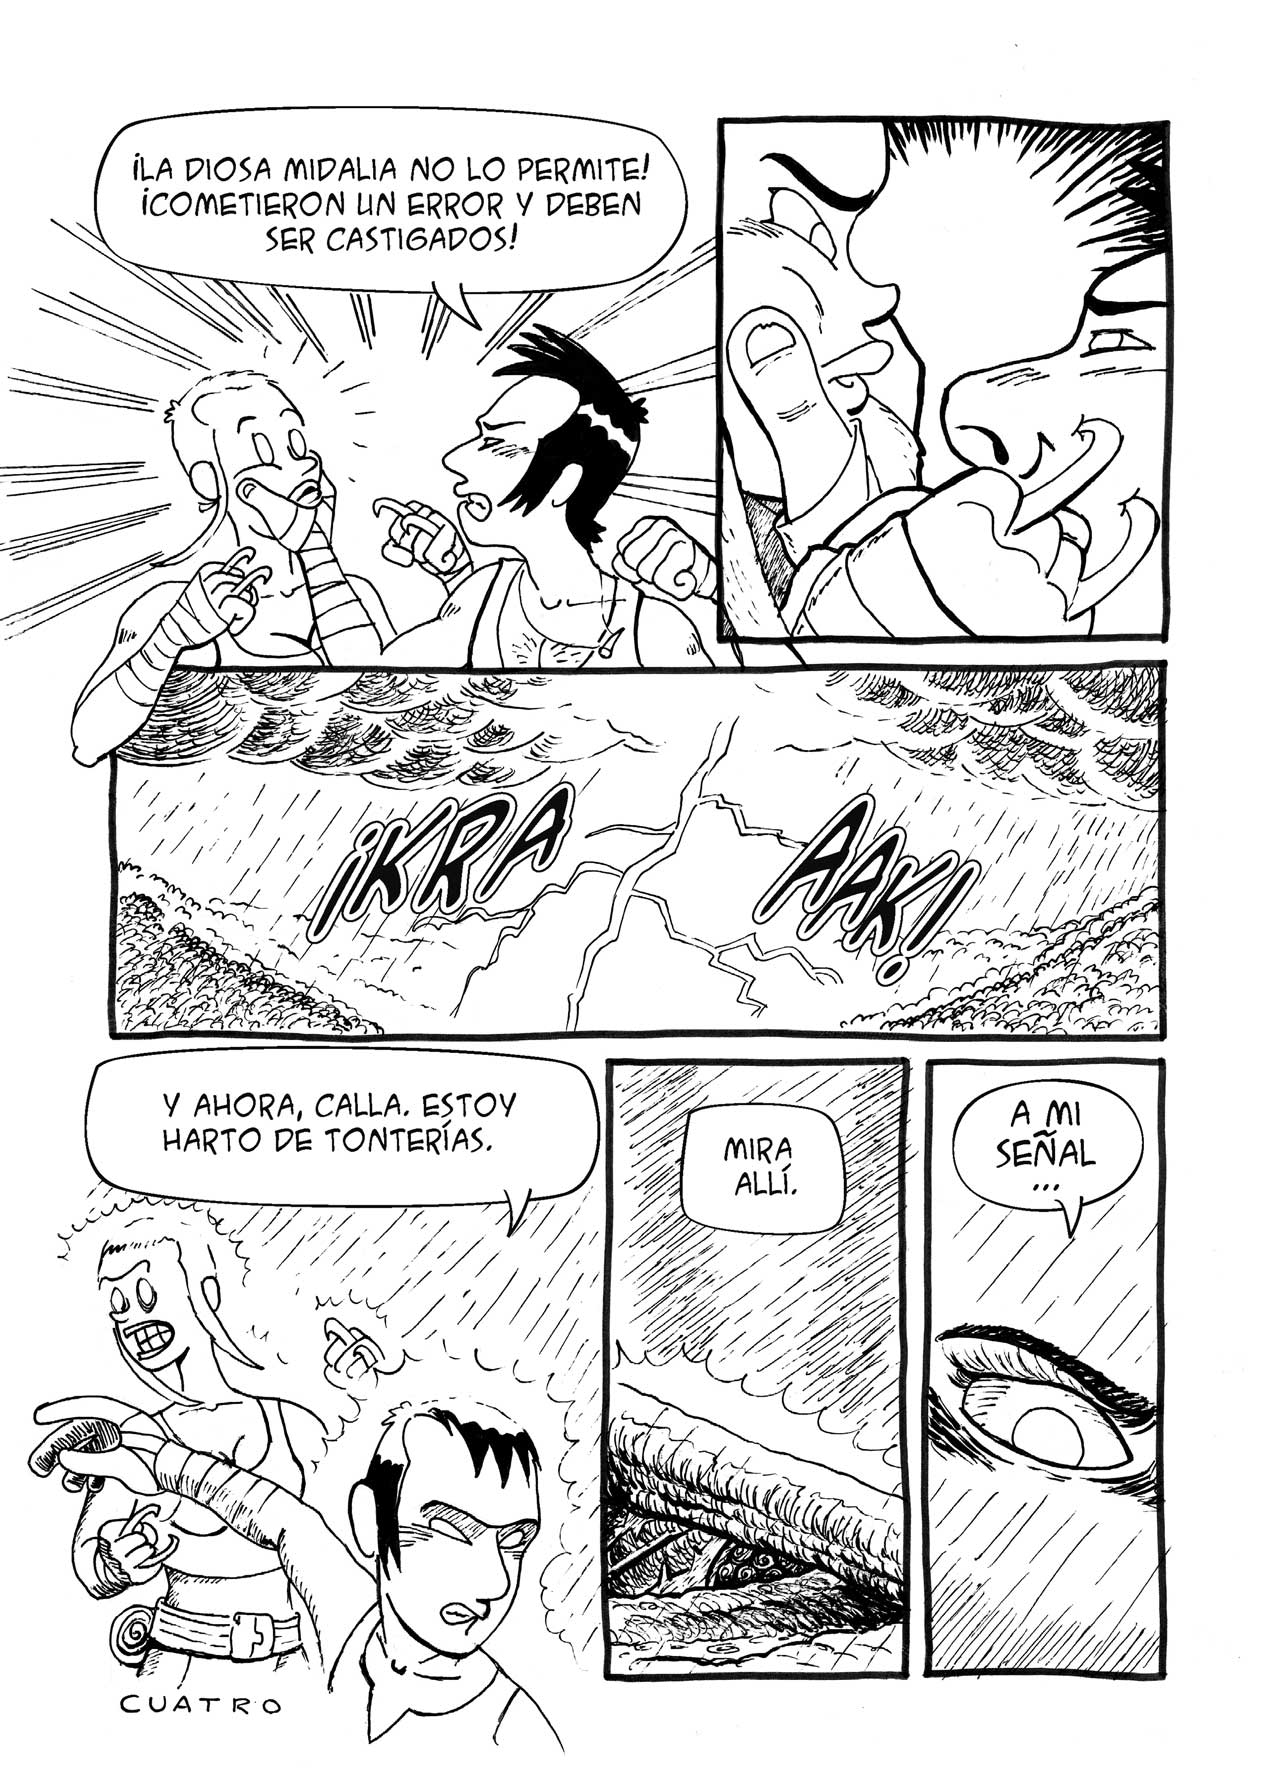 ¡LA DIOSA MIDALIA NO LO PERMITE!
¡COMETIERON UN ERROR Y DEBEN
SER CASTIGADOS!
¡KRA
AAK!
Y AHORA, CALLA. ESTOY
HARTO DE TONTERÍAS.
MIRA
ALLÍ.
A MI
SEÑAL
...
CUATRO